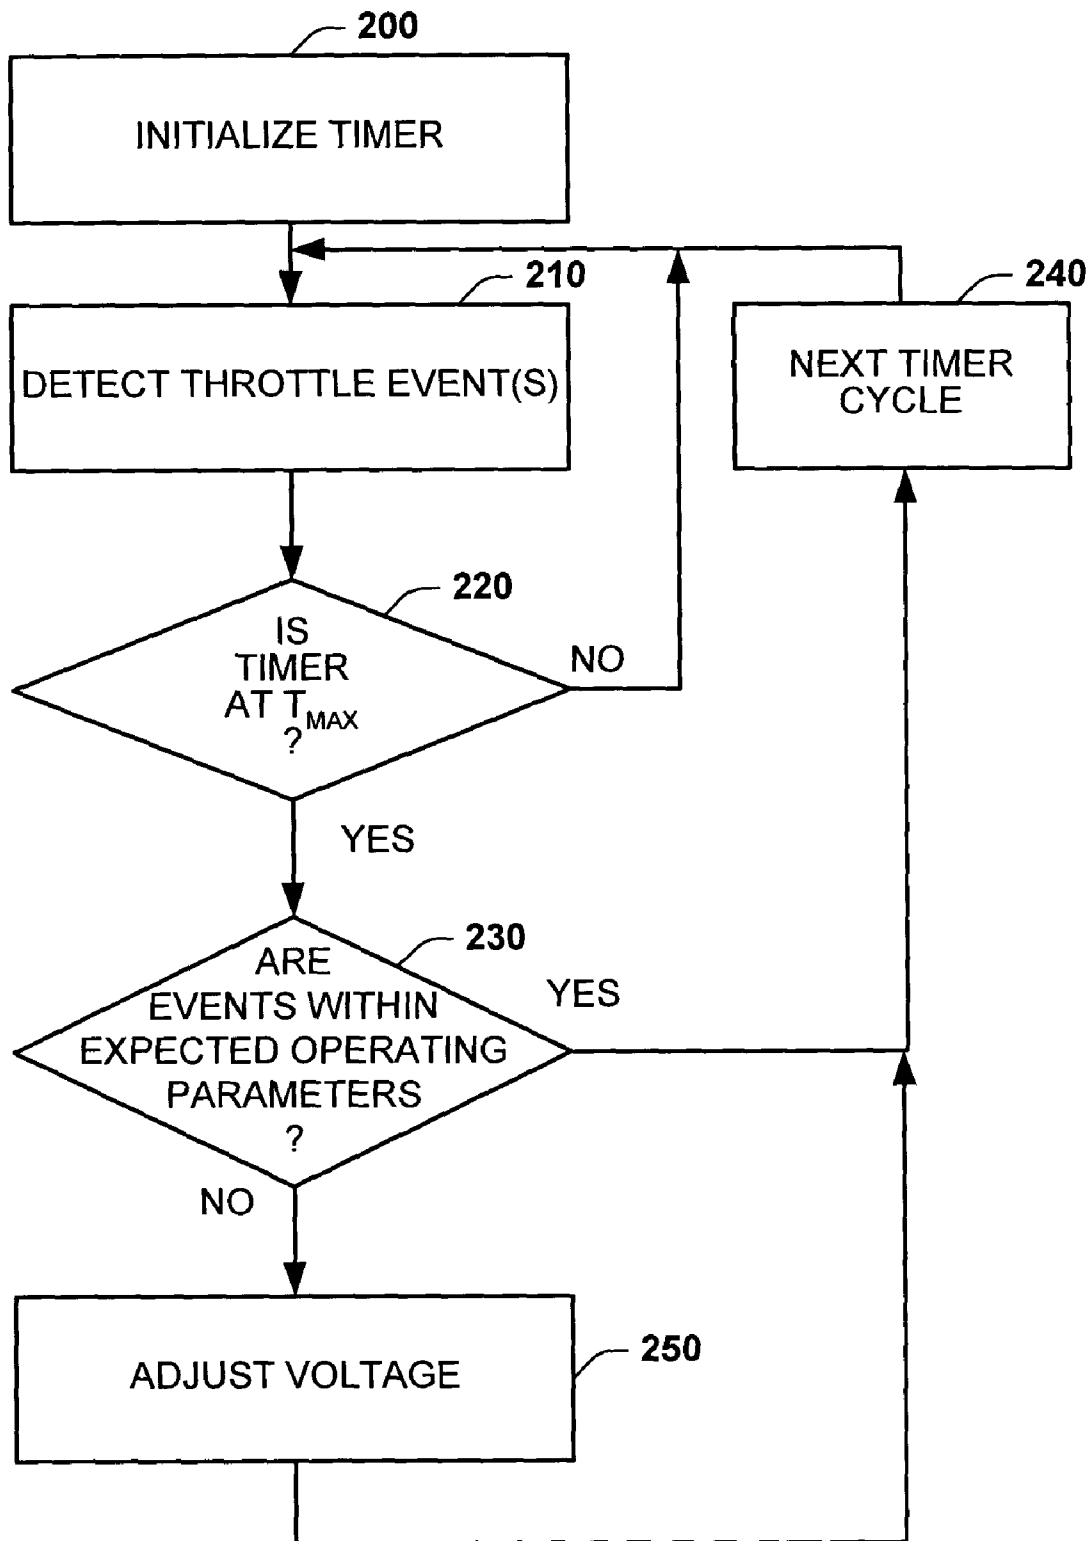 200
INITIALIZE TIMER
210
DETECT THROTTLE EVENT(S)
240
NEXT TIMER
CYCLE
220
IS
TIMER
AT TMAX
?
NO
YES
230
ARE
EVENTS WITHIN
EXPECTED OPERATING
PARAMETERS
?
YES
NO
250
ADJUST VOLTAGE